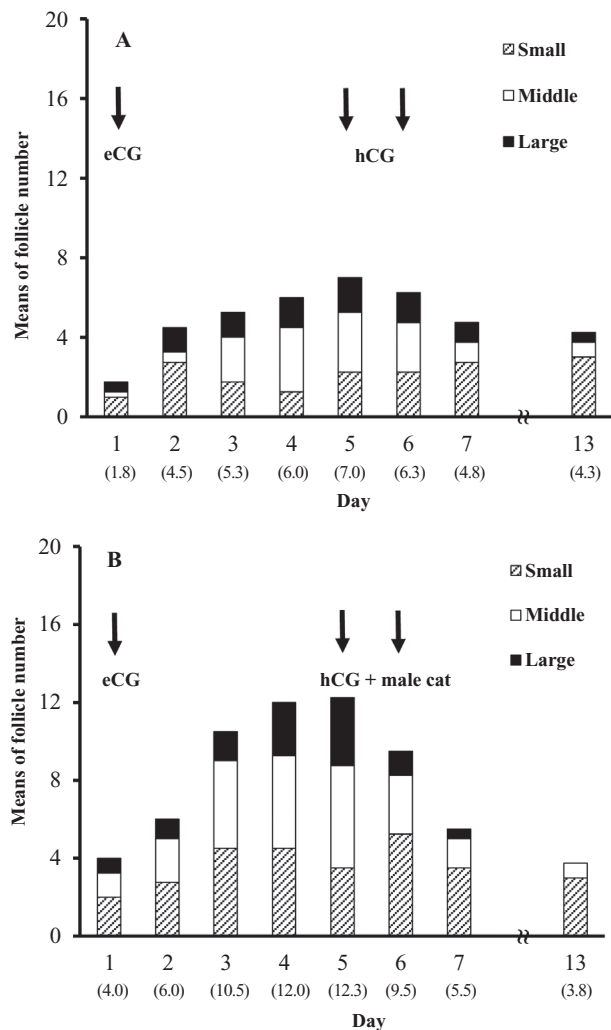 20
A
Small
16
Middle
eCG
hCG
Large
12
Means of follicle number
8
4
0
1 2 3 4 5 6 7 13
(1.8) (4.5) (5.3) (6.0) (7.0) (6.3) (4.8) (4.3)
Day
20
B
Small
16
Middle
eCG
hCG + male cat
Large
12
Means of follicle number
8
4
0
1 2 3 4 5 6 7 13
(4.0) (6.0) (10.5) (12.0) (12.3) (9.5) (5.5) (3.8)
Day